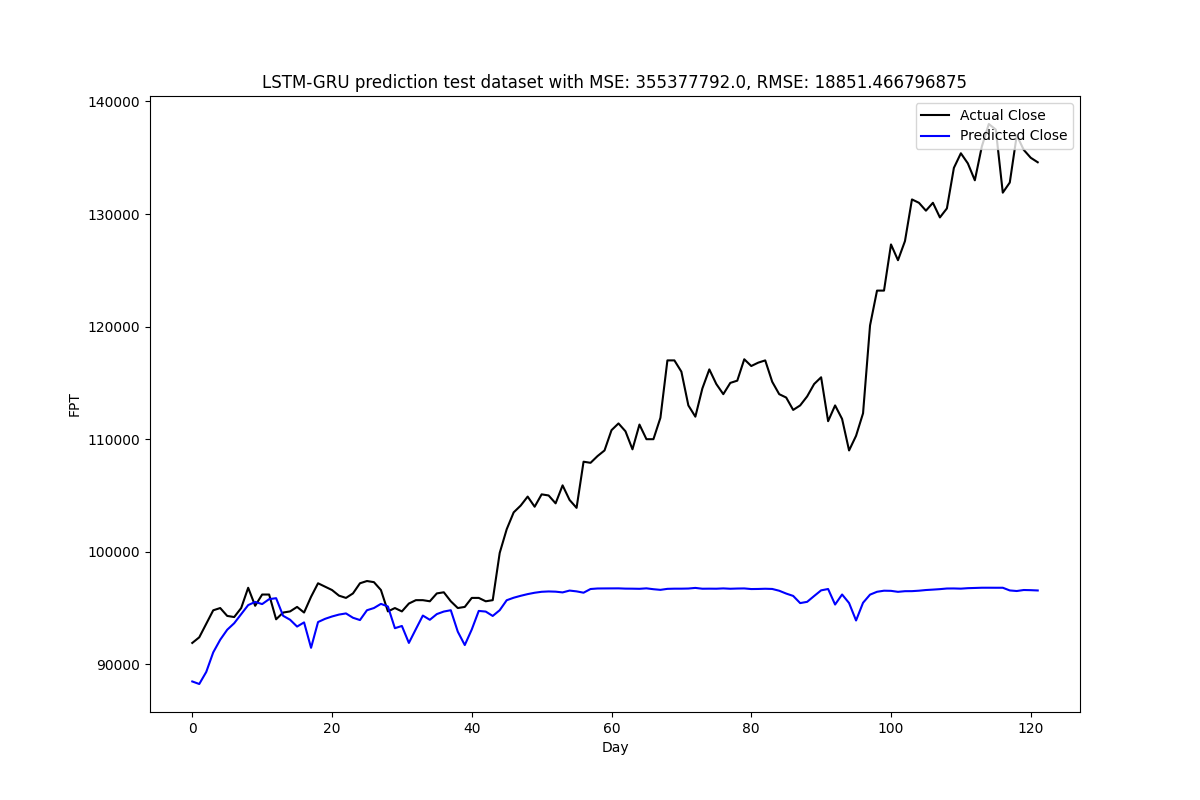 LSTM-GRU prediction test dataset with MSE: 355377792.0, RMSE: 18851.466796875
140000
130000
120000
110000
100000
90000
FPT
Actual Close
Predicted Close
0
20
40
60
80
100
120
Day